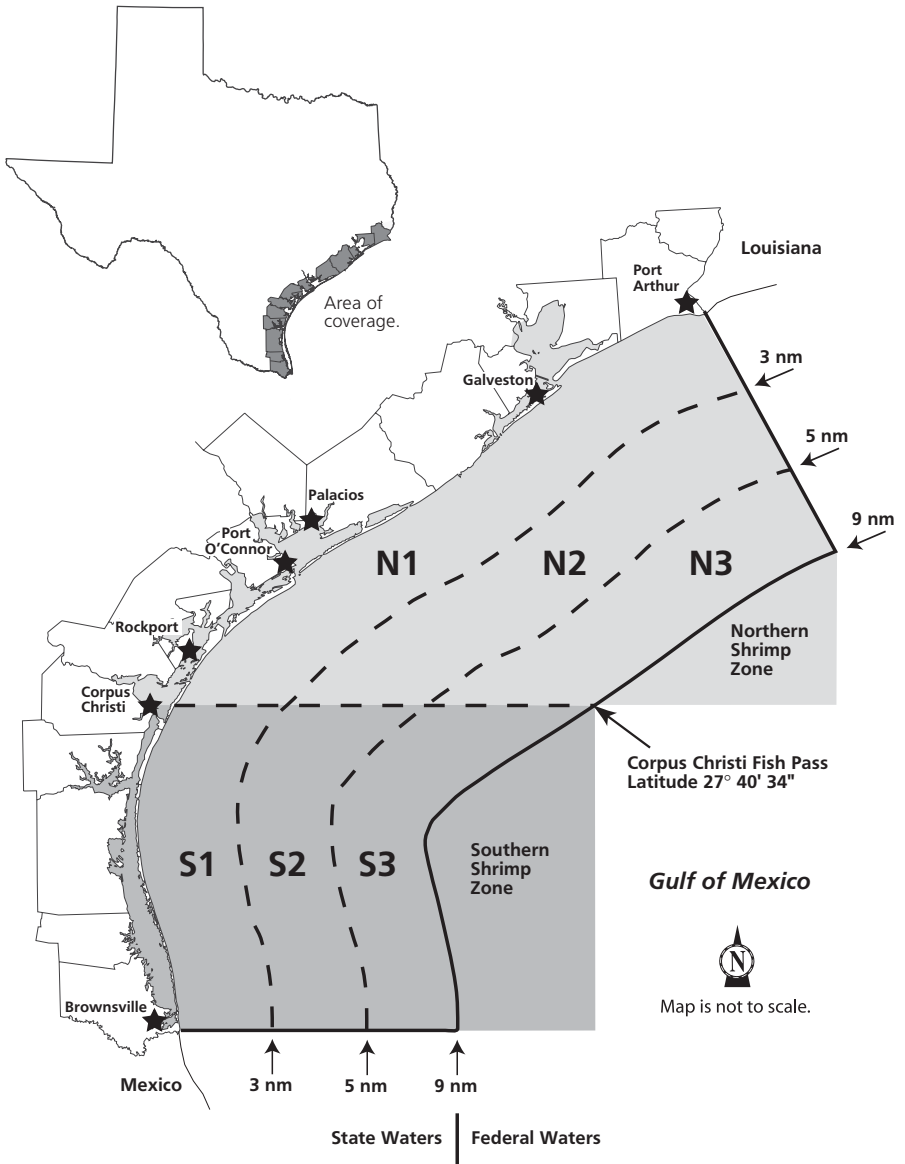 Area of
coverage.
Louisiana
Port
Arthur
3 nm
Galveston
5 nm
9 nm
Palacios
Port
O’Connor
N1
N2
N3
Rockport
Northern
Shrimp
Zone
Corpus
Christi
Corpus Christi Fish Pass
Latitude 27° 40' 34"
S1
S2
S3
Southern
Shrimp
Zone
Gulf of Mexico
N
Map is not to scale.
Brownsville
Mexico
3 nm
5 nm
9 nm
State Waters
Federal Waters